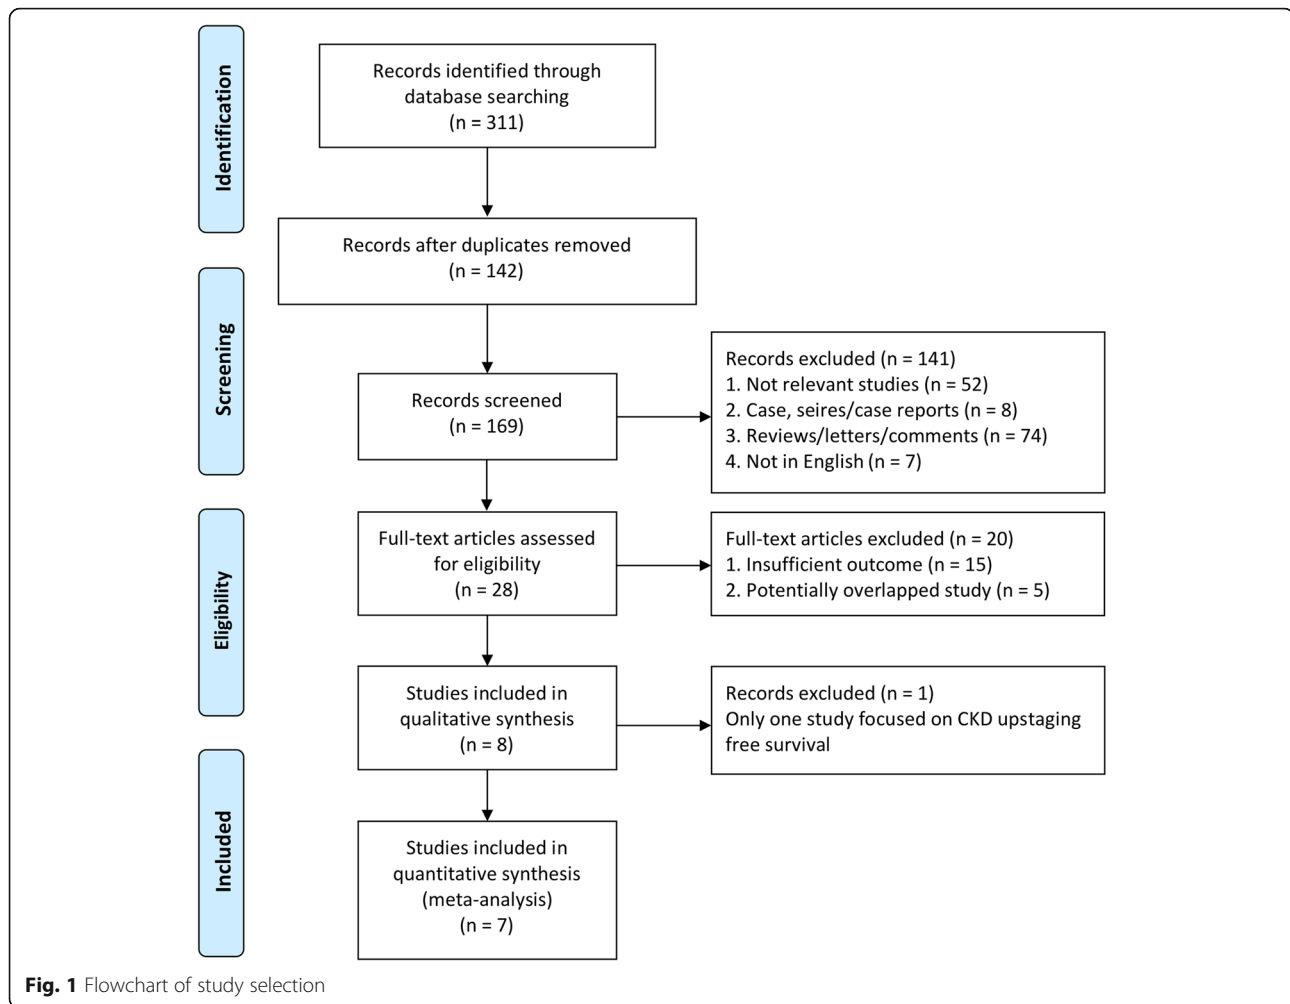 Identification
Records identified through
database searching
(n = 311)
Records after duplicates removed
(n = 142)
Screening
Records screened
(n = 169)
Records excluded (n = 141)
1. Not relevant studies (n = 52)
2. Case, seires/case reports (n = 8)
3. Reviews/letters/comments (n = 74)
4. Not in English (n = 7)
Eligibility
Full-text articles assessed
for eligibility
(n = 28)
Full-text articles excluded (n = 20)
1. Insufficient outcome (n = 15)
2. Potentially overlapped study (n = 5)
Studies included in
qualitative synthesis
(n = 8)
Records excluded (n = 1)
Only one study focused on CKD upstaging
free survival
Included
Studies included in
quantitative synthesis
(meta-analysis)
(n = 7)
Fig. 1 Flowchart of study selection